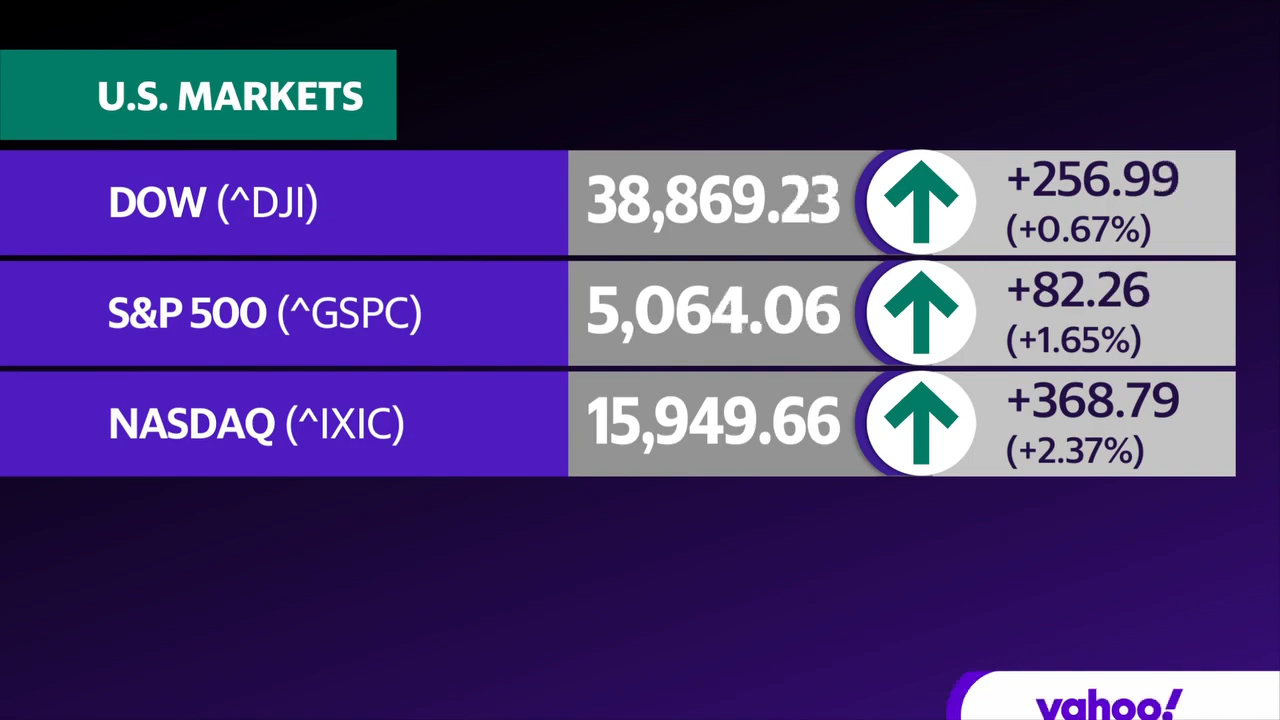 U.S. MARKETS
DOW (^DJI) 38,869.23 +256.99
(+0.67%)
S&P 500 (^GSPC) 5,064.06 +82.26
(+1.65%)
NASDAQ (^IXIC) 15,949.66 +368.79
(+2.37%)
yahoo!